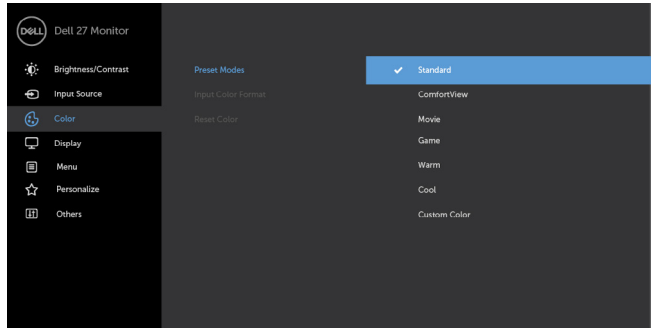 DELL Dell 27 Monitor
Brightness/Contrast
Input Source
Color
Display
Menu
Personalize
Others
Preset Modes
Input Color Format
Reset Color
Standard
ComfortView
Movie
Game
Warm
Cool
Custom Color